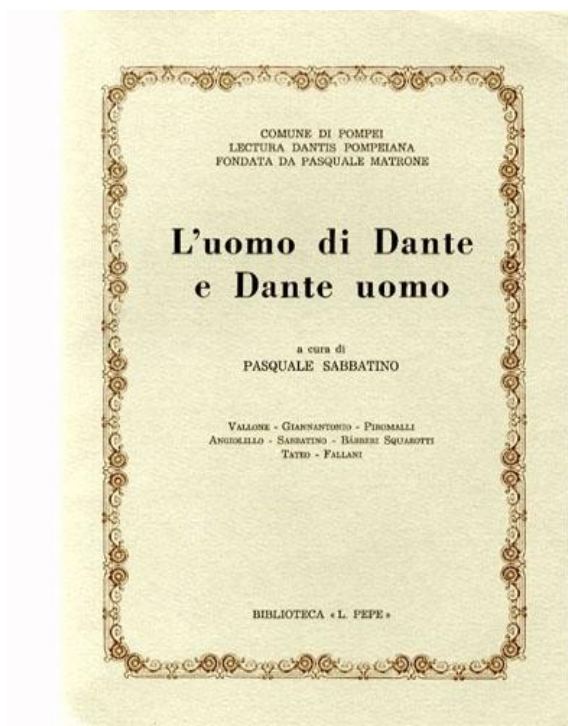 COMUNE DI POMPEI
LECTURA DANTIS POMPEIANA
FONDATA DA PASQUALE MATRONE
L'uomo di Dante
e Dante uomo
a cura di
PASQUALE SABBATINO
VALLONE - GIANNANTONIO - PIROMALLI
ANGIOLILLO - SABBATINO - BÀRBERI SQUAROTTI
TATEO - FALLANI
BIBLIOTECA « L. PEPE »